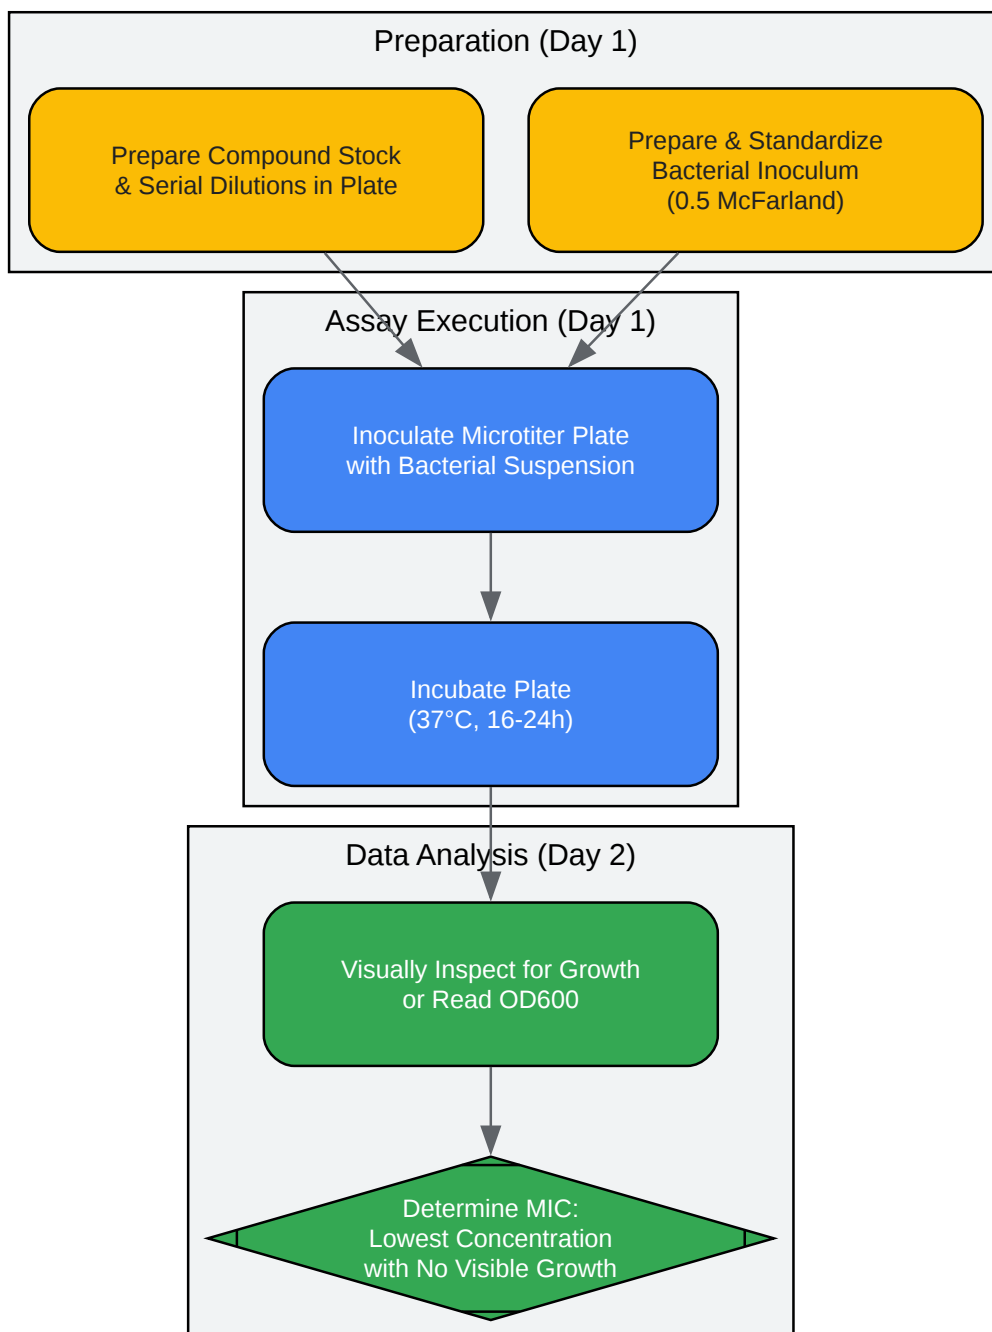 Preparation (Day 1)
Prepare Compound Stock
& Serial Dilutions in Plate
Prepare & Standardize
Bacterial Inoculum
(0.5 McFarland)
Assay Execution (Day 1)
Inoculate Microtiter Plate
with Bacterial Suspension
Incubate Plate
(37°C, 16-24h)
Data Analysis (Day 2)
Visually Inspect for Growth
or Read OD600
Determine MIC:
Lowest Concentration
with No Visible Growth